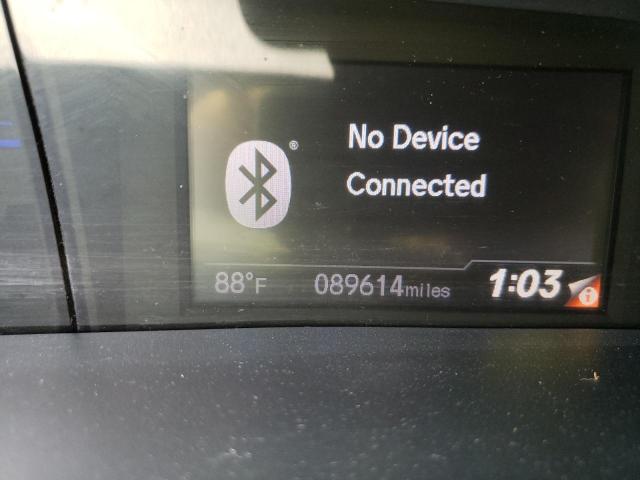 ®
No Device
Connected
88°F 089614miles 1:03 i